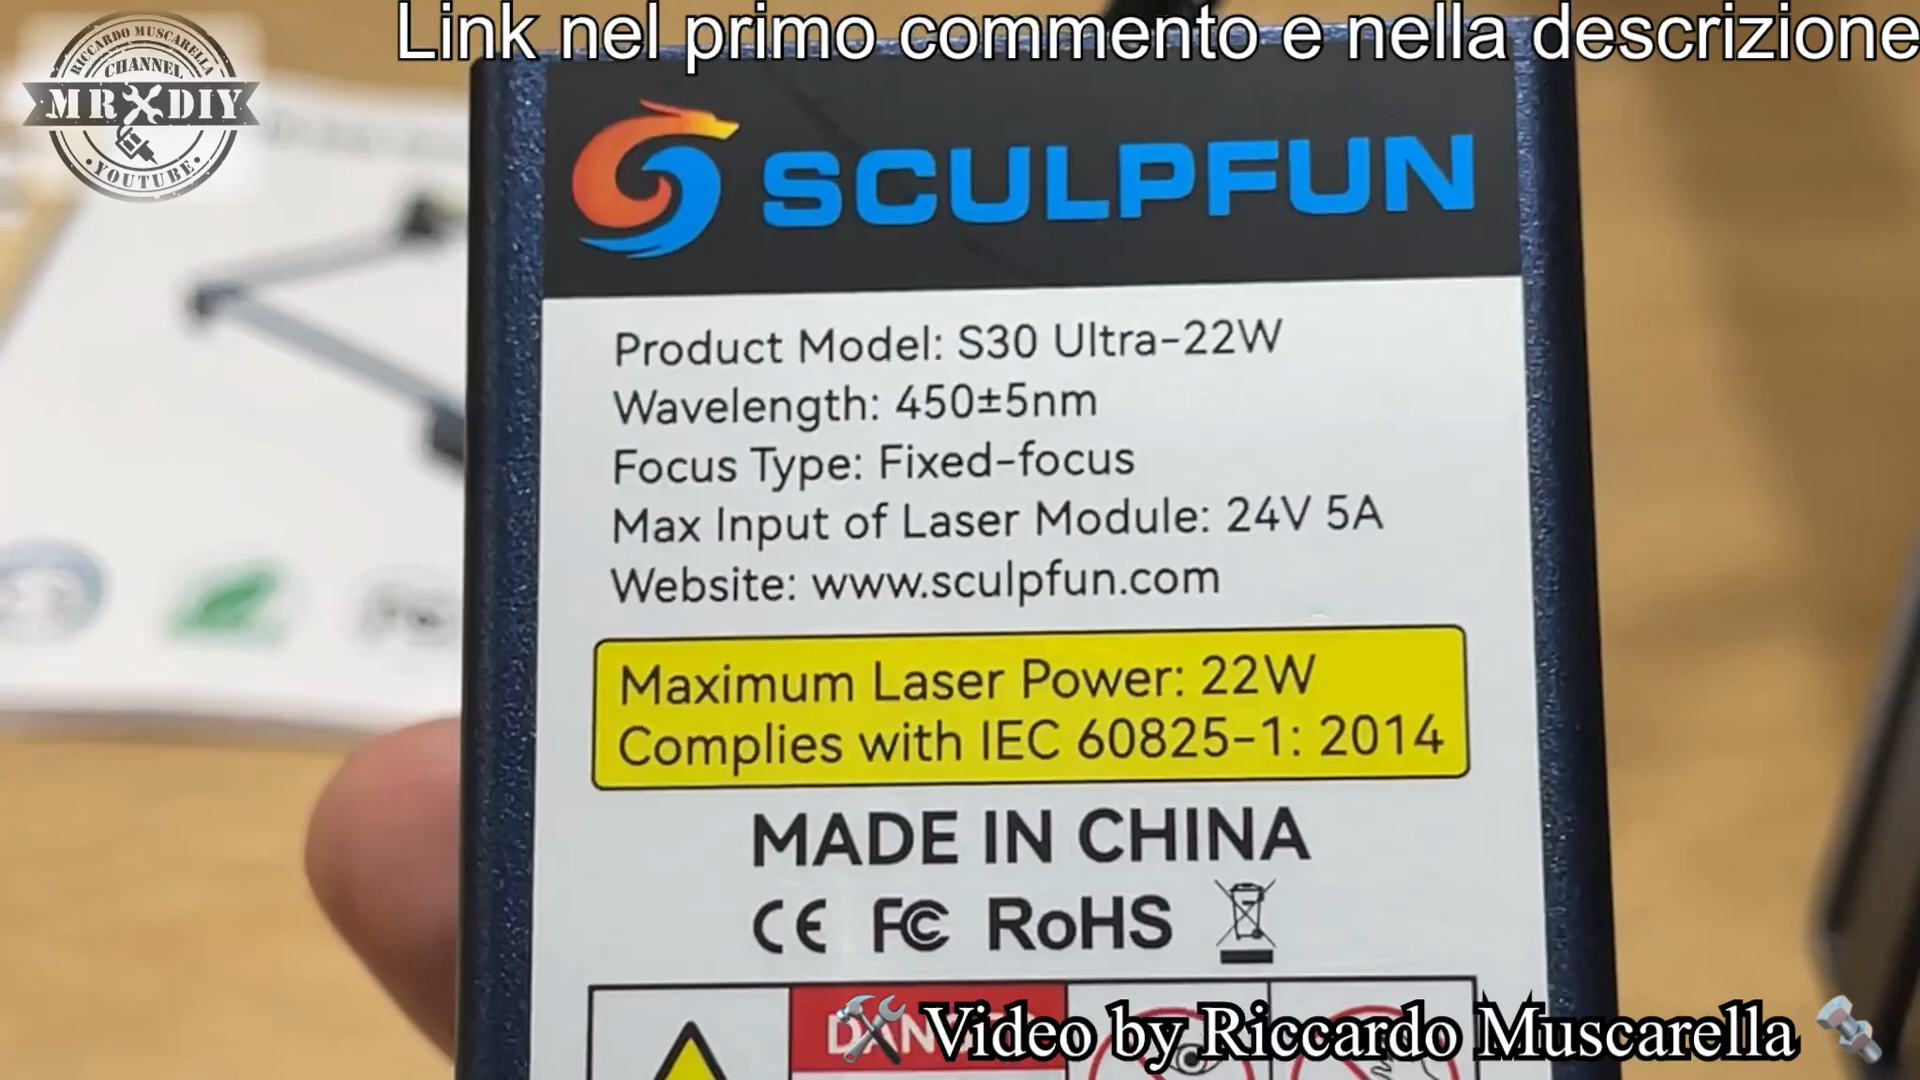 Link nel primo commento e nella descrizione
RICCARDO MUSCARELLA
CHANNEL
MR DIY
YOUTUBE
SCULPFUN
Product Model: S30 Ultra-22W
Wavelength: 450±5nm
Focus Type: Fixed-focus
Max Input of Laser Module: 24V 5A
Website: www.sculpfun.com
Maximum Laser Power: 22W
Complies with IEC 60825-1: 2014
MADE IN CHINA
CE FC RoHS
Video by Riccardo Muscarella